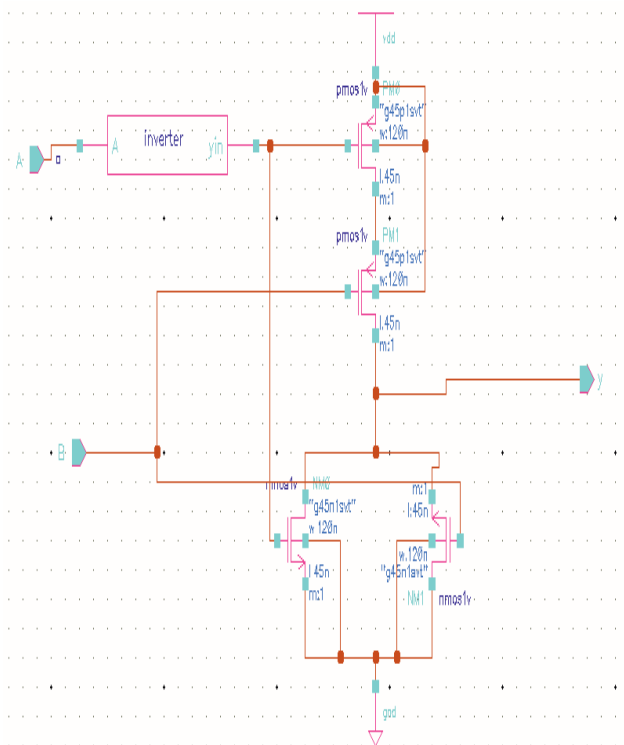 vdd
pmos1v
PM0
"g45p1svt"
w:120n
l:45n
m:1
A
A
inverter
yin
pmos1v
PM1
"g45p1svt"
w:120n
l:45n
m:1
y
B
nmos1v
NM0
"g45n1svt"
w:120n
l:45n
m:1
m:1
l:45n
w:120n
"g45n1svt"
NM1
nmos1v
gnd